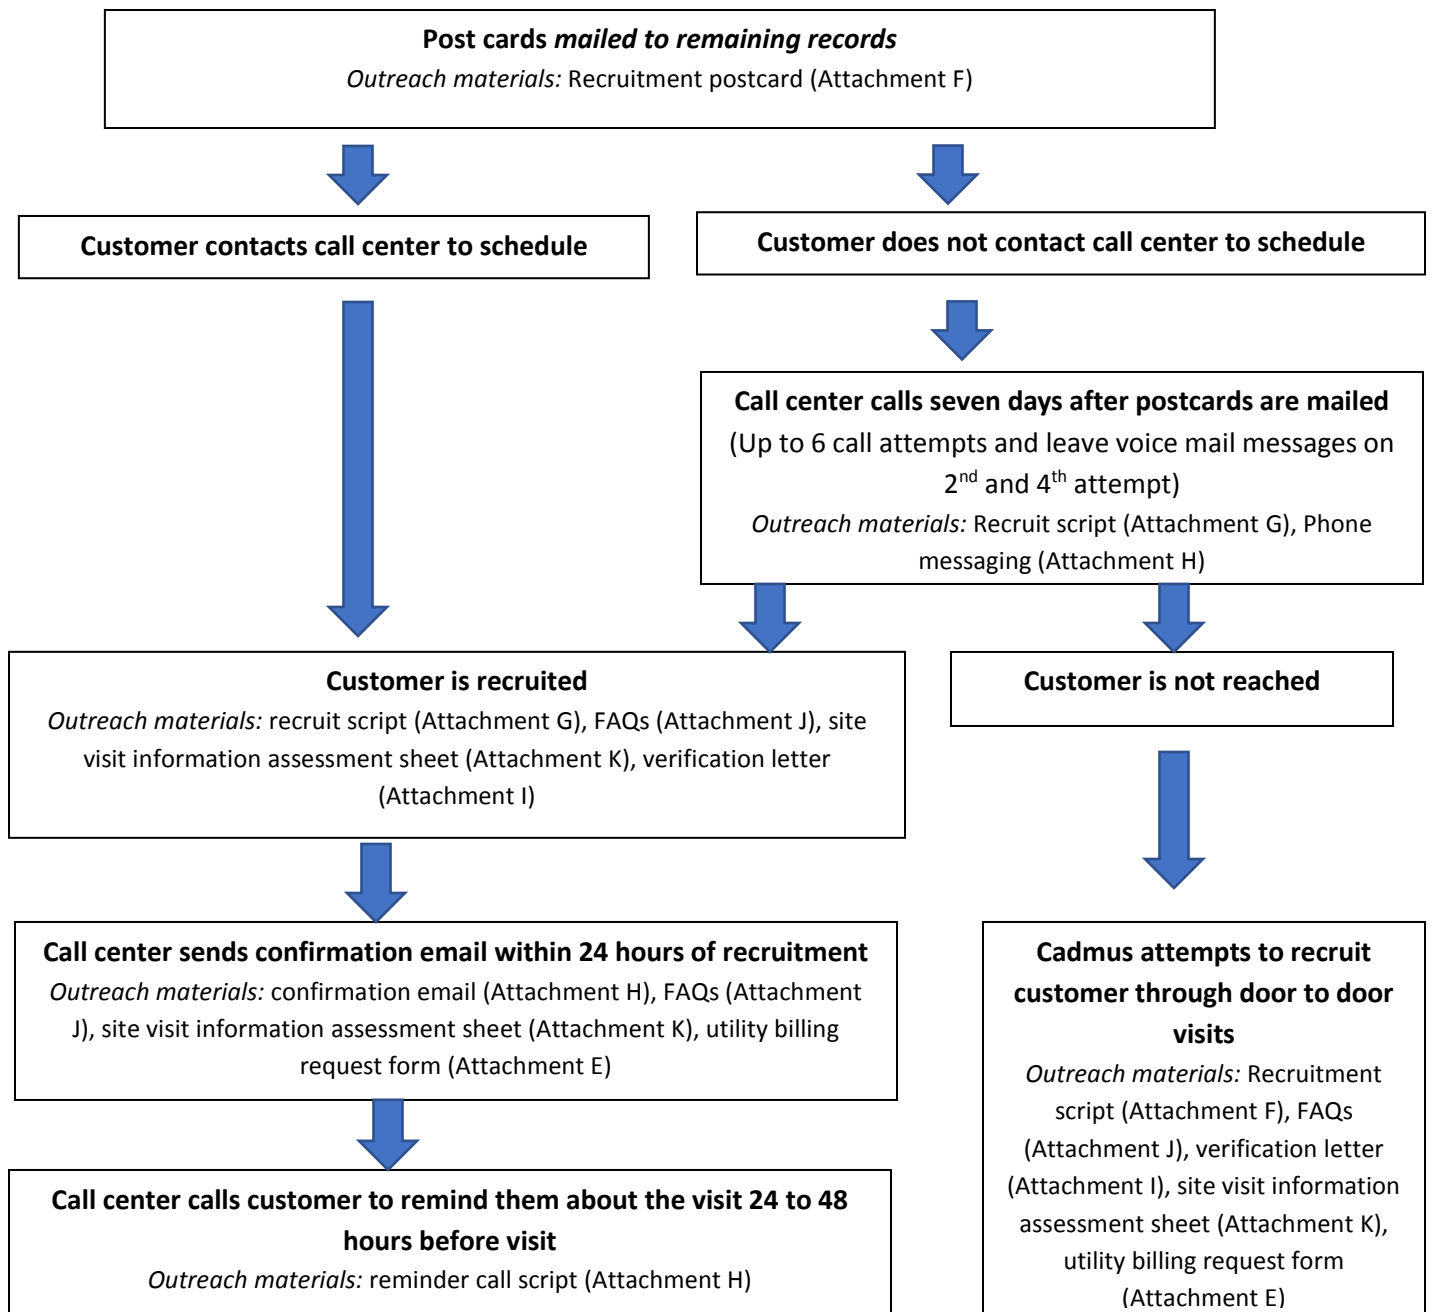 Post cards mailed to remaining records
Outreach materials: Recruitment postcard (Attachment F)
Customer contacts call center to schedule
Customer does not contact call center to schedule
Call center calls seven days after postcards are mailed
(Up to 6 call attempts and leave voice mail messages on
2nd and 4th attempt)
Outreach materials: Recruit script (Attachment G), Phone
messaging (Attachment H)
Customer is recruited
Outreach materials: recruit script (Attachment G), FAQs (Attachment J), site
visit information assessment sheet (Attachment K), verification letter
(Attachment I)
Customer is not reached
Call center sends confirmation email within 24 hours of recruitment
Outreach materials: confirmation email (Attachment H), FAQs (Attachment
J), site visit information assessment sheet (Attachment K), utility billing
request form (Attachment E)
Cadmus attempts to recruit
customer through door to door
visits
Outreach materials: Recruitment
script (Attachment F), FAQs
(Attachment J), verification letter
(Attachment I), site visit information
assessment sheet (Attachment K),
utility billing request form
(Attachment E)
Call center calls customer to remind them about the visit 24 to 48
hours before visit
Outreach materials: reminder call script (Attachment H)